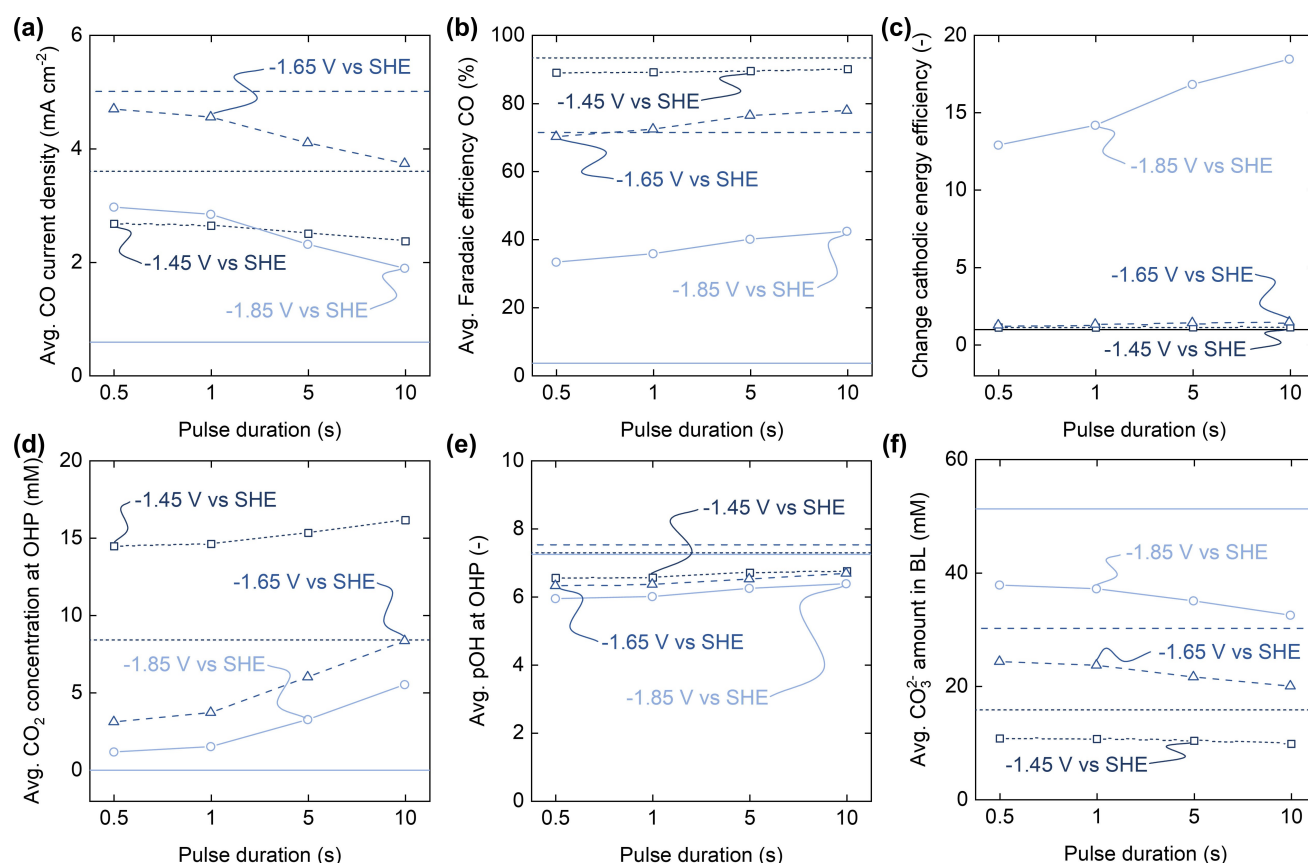 (a)
Avg. CO current density (mA cm⁻²)
6
4
2
0
-1.65 V vs SHE
-1.45 V vs SHE
-1.85 V vs SHE
0.5 1 5 10
Pulse duration (s)
(b)
Avg. Faradaic efficiency CO (%)
100
80
60
40
20
0
-1.45 V vs SHE
-1.65 V vs SHE
-1.85 V vs SHE
0.5 1 5 10
Pulse duration (s)
(c)
Change cathodic energy efficiency (-)
20
15
10
5
0
-1.85 V vs SHE
-1.65 V vs SHE
-1.45 V vs SHE
0.5 1 5 10
Pulse duration (s)
(d)
Avg. CO₂ concentration at OHP (mM)
20
15
10
5
0
-1.45 V vs SHE
-1.65 V vs SHE
-1.85 V vs SHE
0.5 1 5 10
Pulse duration (s)
(e)
Avg. pOH at OHP (-)
10
8
6
4
2
0
-1.45 V vs SHE
-1.65 V vs SHE
-1.85 V vs SHE
0.5 1 5 10
Pulse duration (s)
(f)
Avg. CO₃²⁻ amount in BL (mM)
60
40
20
0
-1.85 V vs SHE
-1.65 V vs SHE
-1.45 V vs SHE
0.5 1 5 10
Pulse duration (s)